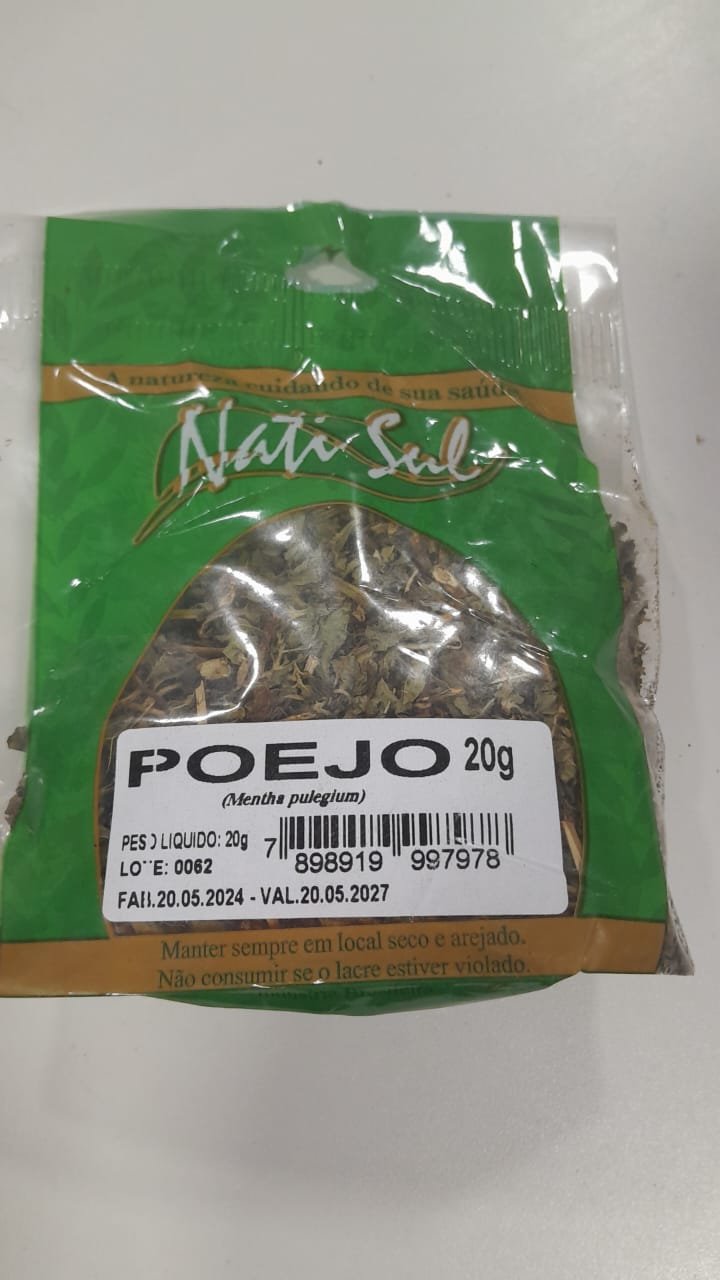 A natureza cuidando de sua saúde
Nati Sul
POEJO 20g
(Mentha pulegium)
PESO LIQUIDO: 20g
LOTE: 0062
7 898919 997978
FAB.20.05.2024 - VAL.20.05.2027
Manter sempre em local seco e arejado.
Não consumir se o lacre estiver violado.
Indústria Brasileira